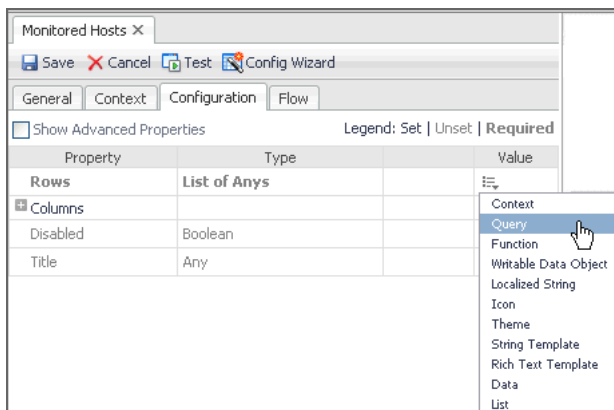 Monitored Hosts ×
Save Cancel Test Config Wizard
General Context Configuration Flow
Show Advanced Properties Legend: Set | Unset | Required
Property Type Value
Rows List of Anys
Columns
Disabled Boolean
Title Any
Context
Query
Function
Writable Data Object
Localized String
Icon
Theme
String Template
Rich Text Template
Data
List